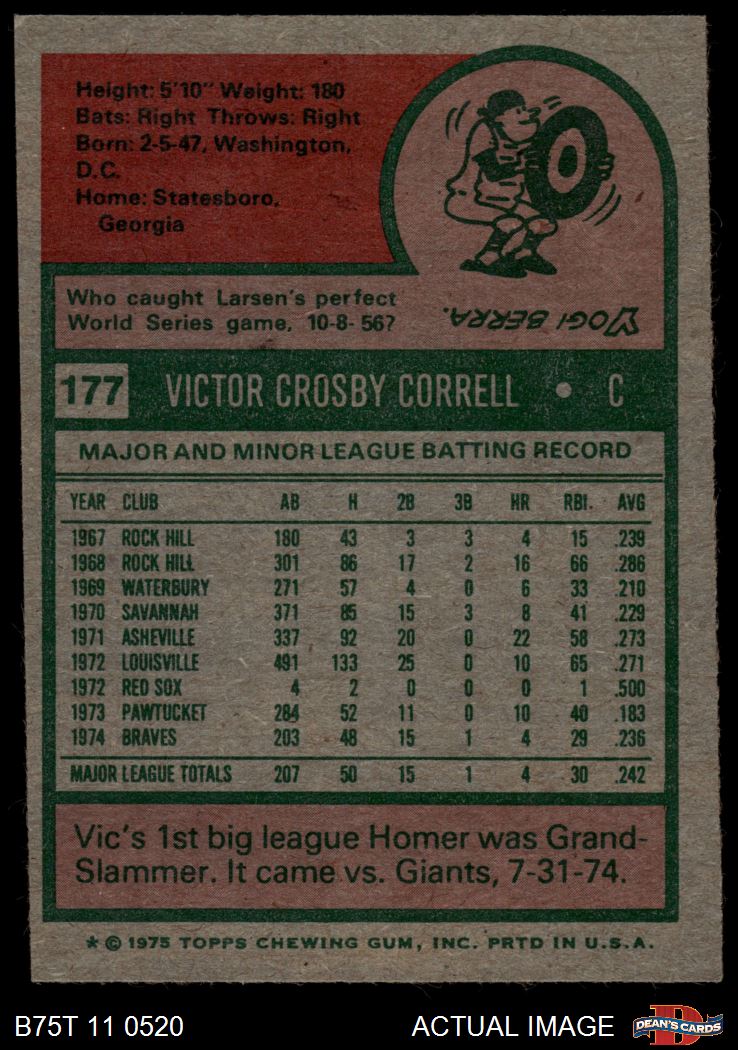 Height: 5'10" Weight: 180
Bats: Right Throws: Right
Born: 2-5-47, Washington,
D.C.
Home: Statesboro,
Georgia
Who caught Larsen's perfect
World Series game, 10-8-56?
YOGI BERRA.
177 VICTOR CROSBY CORRELL • C
MAJOR AND MINOR LEAGUE BATTING RECORD
YEAR CLUB AB H 2B 3B HR RBI. AVG
1967 ROCK HILL 180 43 3 3 4 15 .239
1968 ROCK HILL 301 86 17 2 16 66 .286
1969 WATERBURY 271 57 4 0 6 33 .210
1970 SAVANNAH 371 85 15 3 8 41 .229
1971 ASHEVILLE 337 92 20 0 22 58 .273
1972 LOUISVILLE 491 133 25 0 10 65 .271
1972 RED SOX 4 2 0 0 0 1 .500
1973 PAWTUCKET 284 52 11 0 10 40 .183
1974 BRAVES 203 48 15 1 4 29 .236
MAJOR LEAGUE TOTALS 207 50 15 1 4 30 .242
Vic's 1st big league Homer was Grand-
Slammer. It came vs. Giants, 7-31-74.
* © 1975 TOPPS CHEWING GUM, INC. PRTD IN U.S.A.
B75T 11 0520 ACTUAL IMAGE DEAN'S CARDS